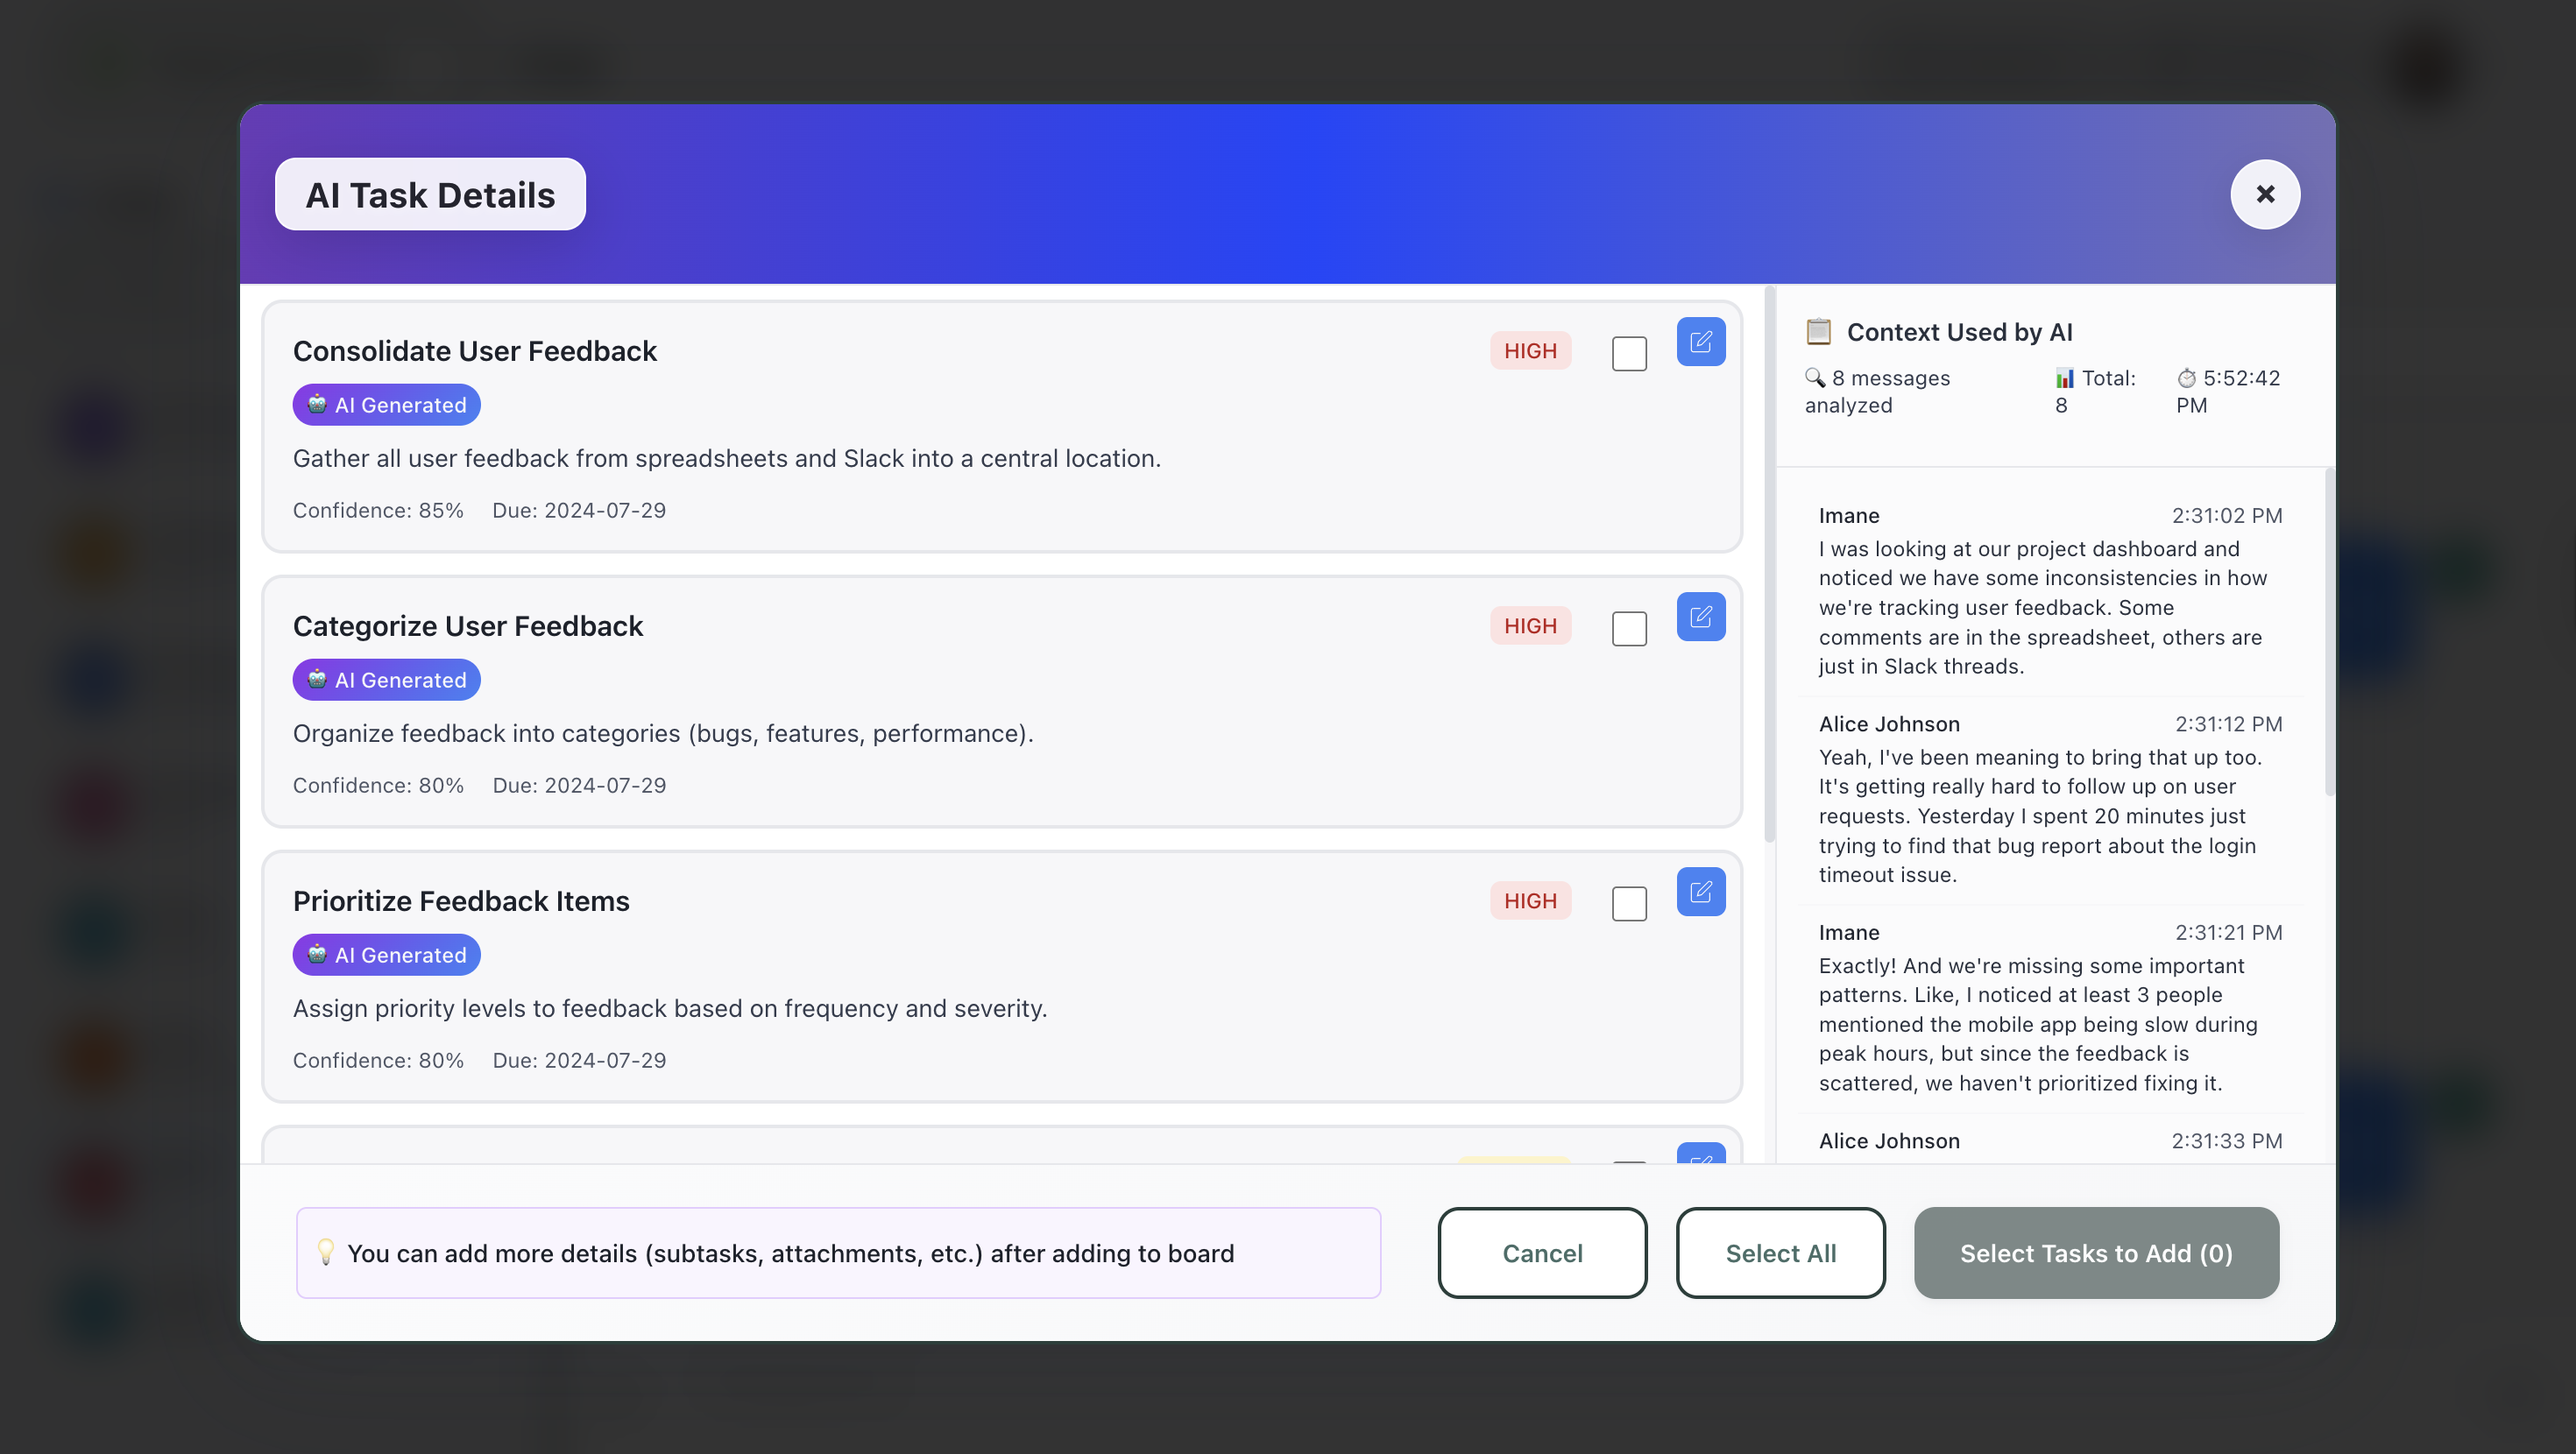 AI Task Details
×
Consolidate User Feedback
HIGH
AI Generated
Gather all user feedback from spreadsheets and Slack into a central location.
Confidence: 85% Due: 2024-07-29
Categorize User Feedback
HIGH
AI Generated
Organize feedback into categories (bugs, features, performance).
Confidence: 80% Due: 2024-07-29
Prioritize Feedback Items
HIGH
AI Generated
Assign priority levels to feedback based on frequency and severity.
Confidence: 80% Due: 2024-07-29
Context Used by AI
8 messages
analyzed
Total:
8
5:52:42
PM
Imane 2:31:02 PM
I was looking at our project dashboard and
noticed we have some inconsistencies in how
we're tracking user feedback. Some
comments are in the spreadsheet, others are
just in Slack threads.
Alice Johnson 2:31:12 PM
Yeah, I've been meaning to bring that up too.
It's getting really hard to follow up on user
requests. Yesterday I spent 20 minutes just
trying to find that bug report about the login
timeout issue.
Imane 2:31:21 PM
Exactly! And we're missing some important
patterns. Like, I noticed at least 3 people
mentioned the mobile app being slow during
peak hours, but since the feedback is
scattered, we haven't prioritized fixing it.
Alice Johnson 2:31:33 PM
You can add more details (subtasks, attachments, etc.) after adding to board
Cancel
Select All
Select Tasks to Add (0)